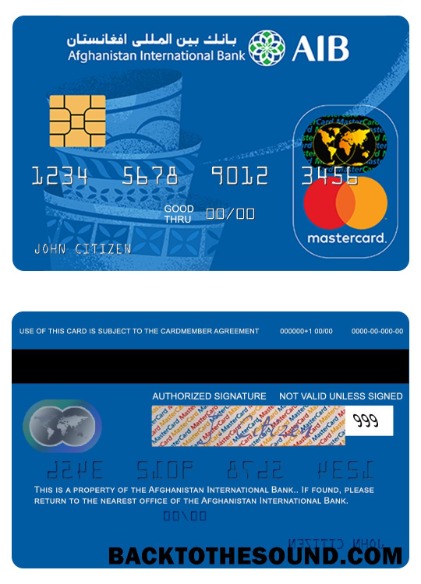 بانك بين المللى افغانستان
Afghanistan International Bank
AIB
1234 5678 9012 3456
GOOD THRU 00/00
JOHN CITIZEN
mastercard.
USE OF THIS CARD IS SUBJECT TO THE CARDMEMBER AGREEMENT 000000+1 00/00 0000-00-000-00
AUTHORIZED SIGNATURE NOT VALID UNLESS SIGNED
999
THIS IS A PROPERTY OF THE AFGHANISTAN INTERNATIONAL BANK.. IF FOUND, PLEASE
RETURN TO THE NEAREST OFFICE OF THE AFGHANISTAN INTERNATIONAL BANK.
BACKTOTHESOUND.COM